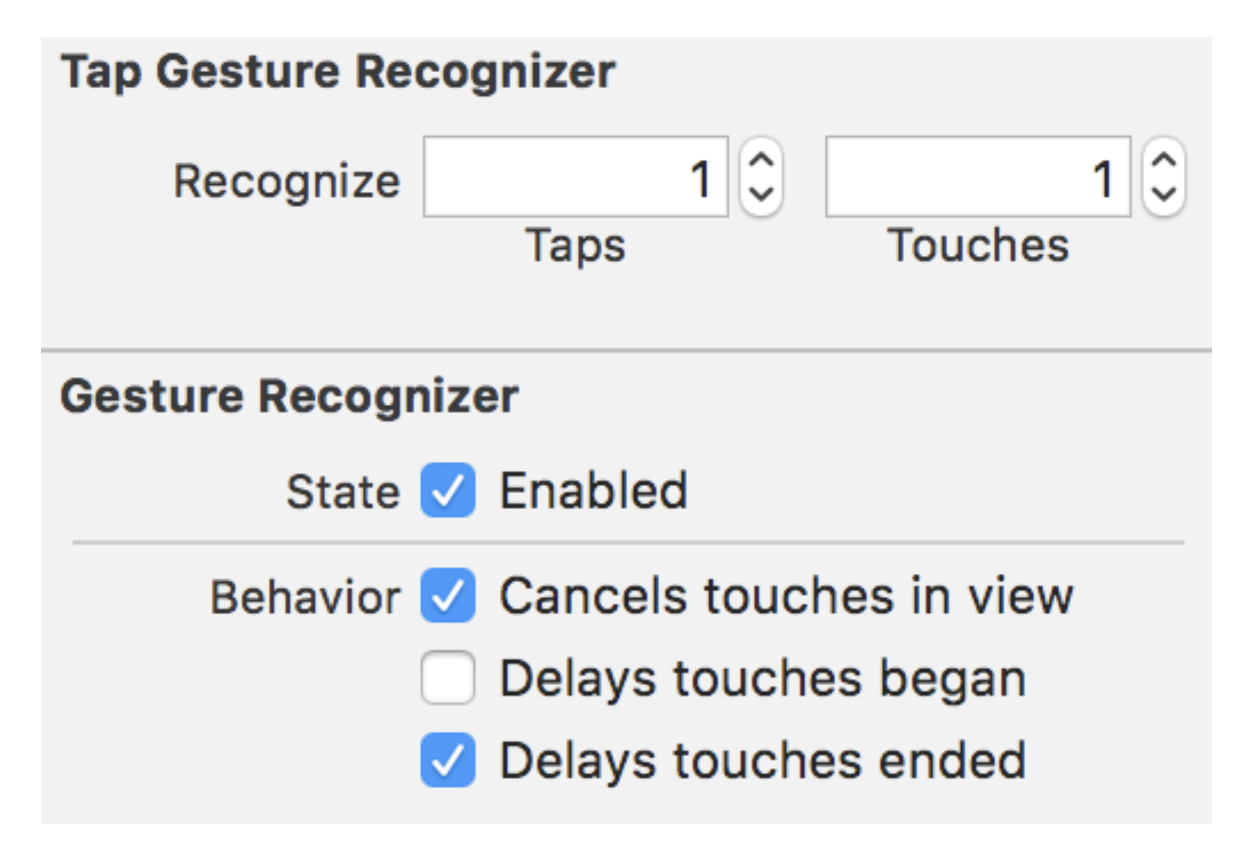 Tap Gesture Recognizer
Recognize 1 1
Taps Touches
Gesture Recognizer
State Enabled
Behavior Cancels touches in view
Delays touches began
Delays touches ended